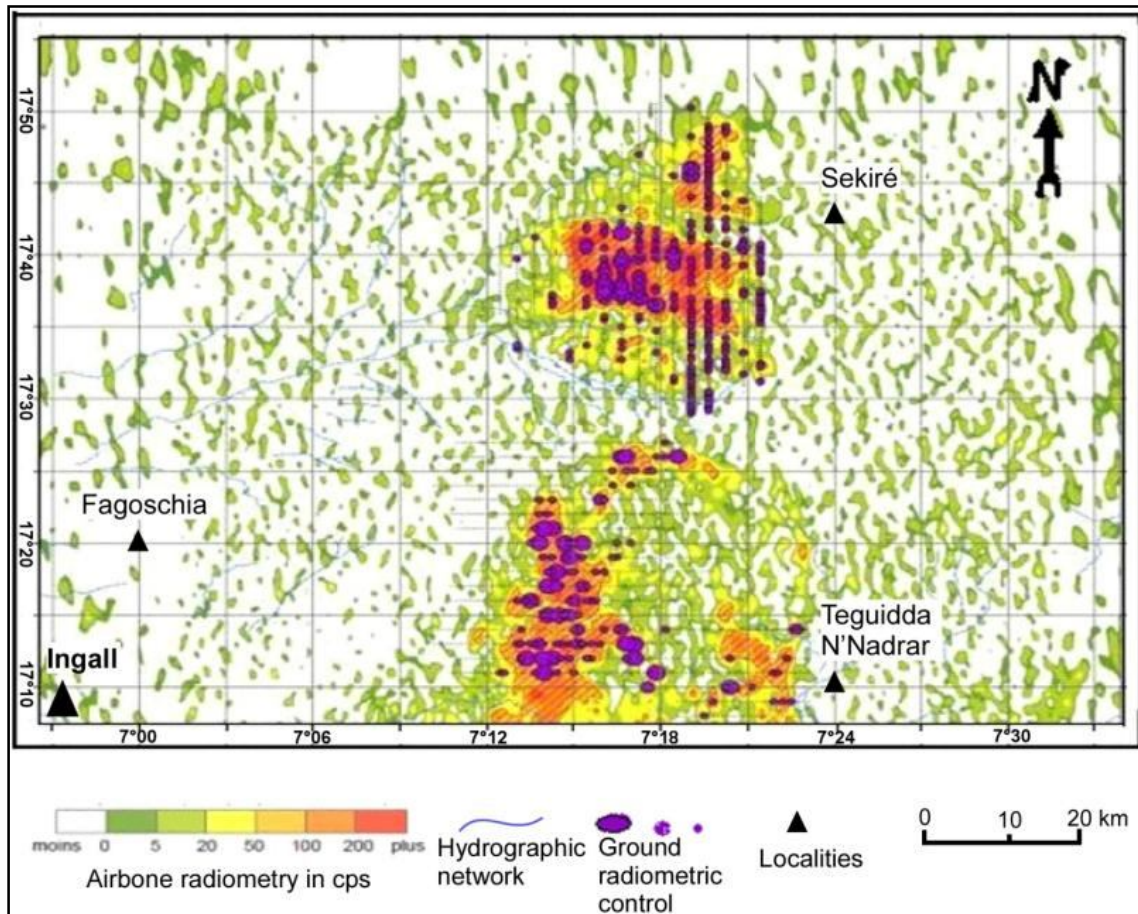 N
17°50
17°40
17°30
17°20
17°10
Sekiré
Fagoschia
Teguidda
N'Nadrar
Ingall
7°00
7°06
7°12
7°18
7°24
7°30
moins 0 5 20 50 100 200 plus
Airbone radiometry in cps
Hydrographic
network
Ground
radiometric
control
Localities
0 10 20 km